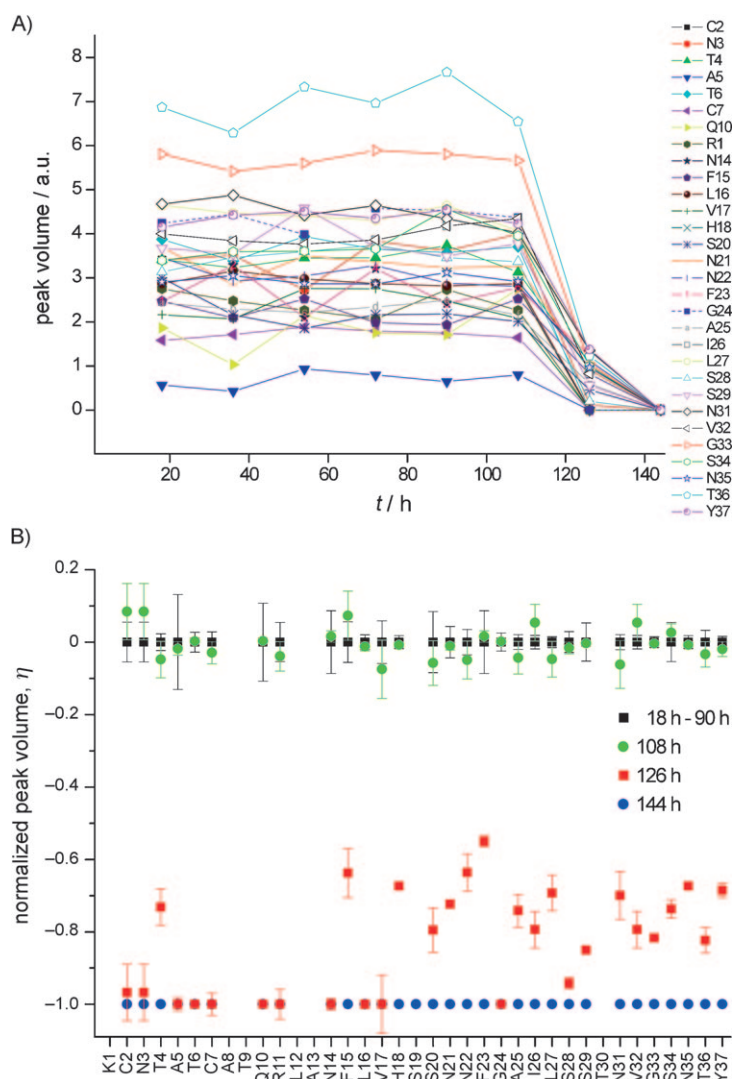 A)
C2
N3
T4
A5
T6
C7
Q10
R1
N14
F15
L16
V17
H18
S20
N21
N22
F23
G24
A25
I26
L27
S28
S29
N31
V32
G33
S34
N35
T36
Y37
8
7
6
5
4
3
2
1
0
peak volume / a.u.
20 40 60 80 100 120 140
t / h
B)
0.2
0
−0.2
−0.4
−0.6
−0.8
−1.0
normalized peak volume, η
18 h - 90 h
108 h
126 h
144 h
K1 C2 N3 T4 A5 T6 C7 A8 T9 Q10 R11 L12 A13 N14 F15 L16 V17 H18 S19 S20 N21 N22 F23 G24 A25 I26 L27 S28 S29 T30 N31 V32 G33 S34 N35 T36 Y37